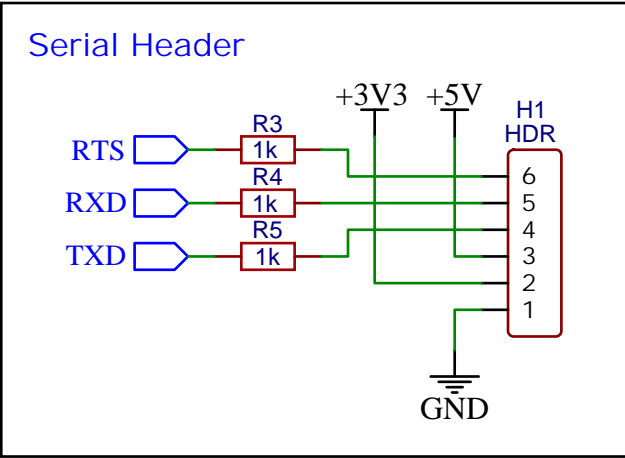 Serial Header
+3V3 +5V
H1
HDR
RTS
R3
1k
RXD
R4
1k
TXD
R5
1k
6
5
4
3
2
1
GND